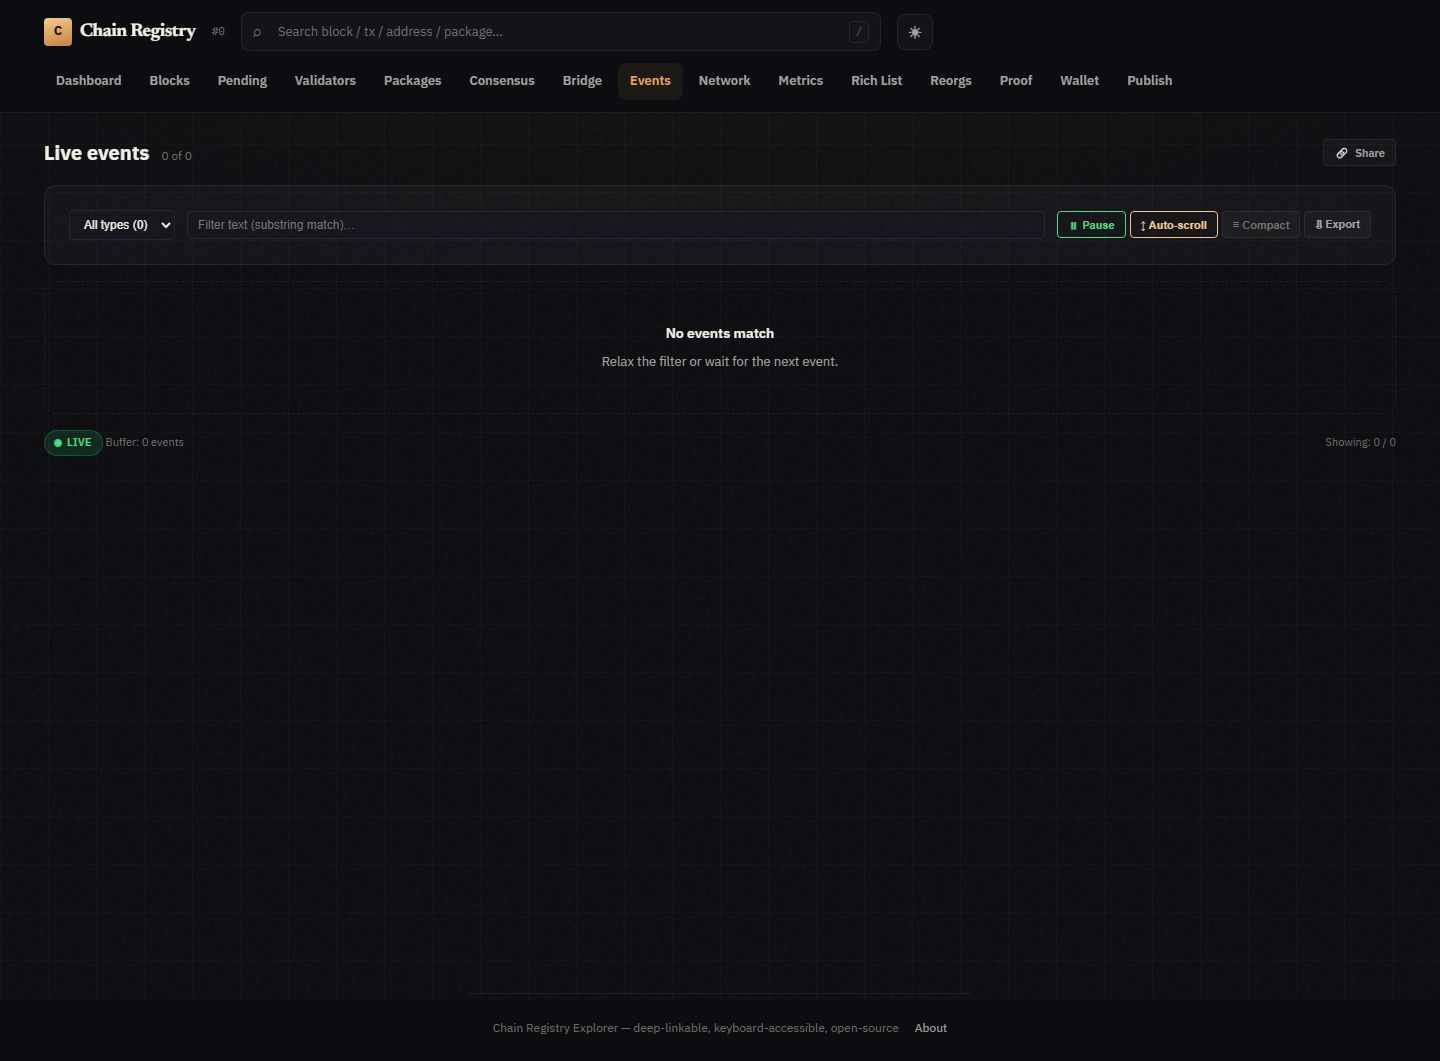 C Chain Registry #0 Search block / tx / address / package... /
Dashboard Blocks Pending Validators Packages Consensus Bridge Events Network Metrics Rich List Reorgs Proof Wallet Publish
Live events 0 of 0 Share
All types (0) Filter text (substring match)... Pause Auto-scroll Compact Export
No events match
Relax the filter or wait for the next event.
LIVE Buffer: 0 events Showing: 0 / 0
Chain Registry Explorer — deep-linkable, keyboard-accessible, open-source About